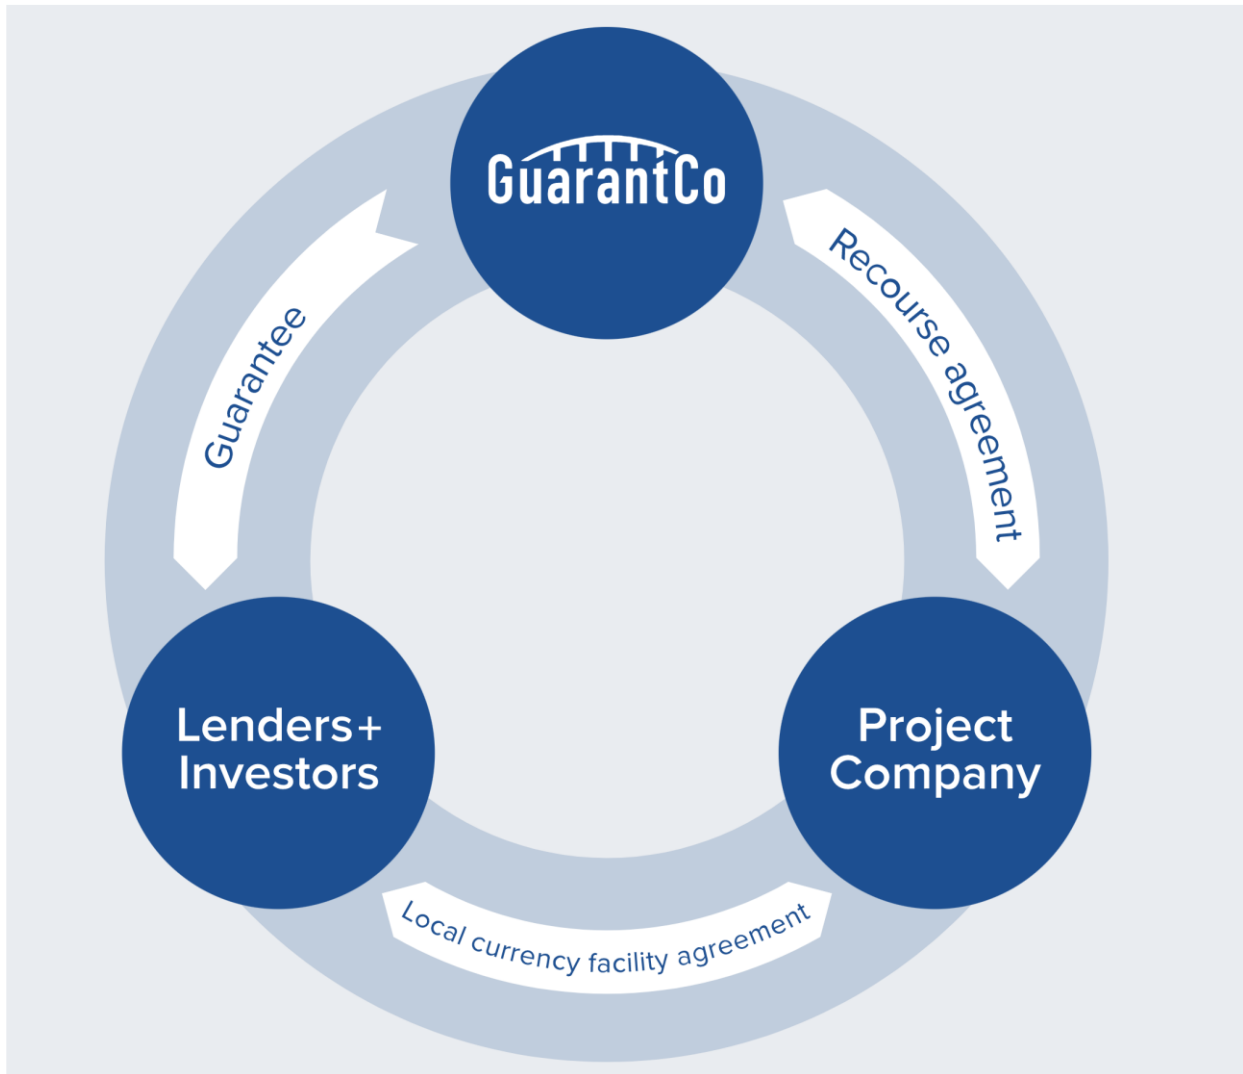 GuarantCo
Guarantee
Recourse agreement
Lenders+
Investors
Project
Company
Local currency facility agreement